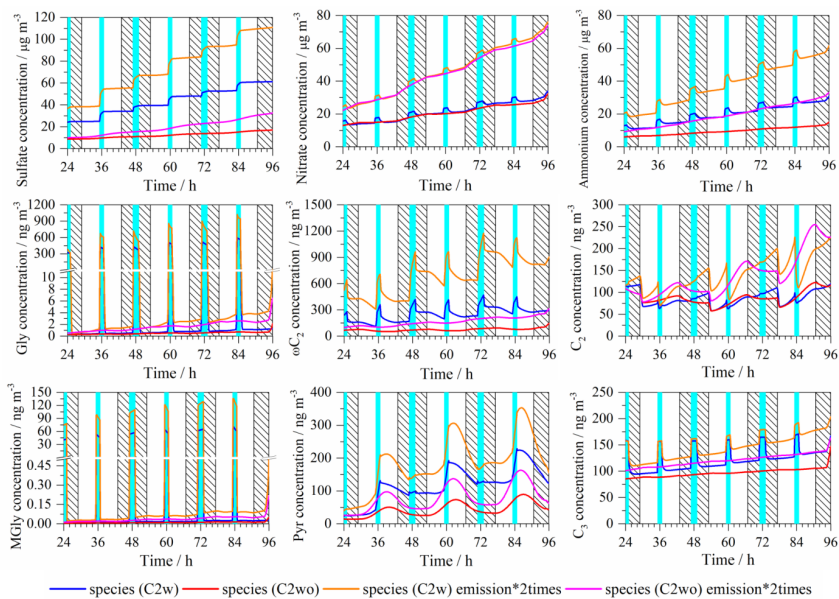 Sulfate concentration / μg m⁻³
120
100
80
60
40
20
0
24 36 48 60 72 84 96
Time / h
Nitrate concentration / μg m⁻³
80
60
40
20
0
24 36 48 60 72 84 96
Time / h
Ammonium concentration / μg m⁻³
80
60
40
20
0
24 36 48 60 72 84 96
Time / h
Gly concentration / ng m⁻³
1200
900
600
300
10
8
6
4
2
0
24 36 48 60 72 84 96
Time / h
ωC₂ concentration / ng m⁻³
1500
1200
900
600
300
0
24 36 48 60 72 84 96
Time / h
C₂ concentration / ng m⁻³
300
250
200
150
100
50
0
24 36 48 60 72 84 96
Time / h
MGly concentration / ng m⁻³
150
120
90
60
30
0.45
0.30
0.15
0.00
24 36 48 60 72 84 96
Time / h
Pyr concentration / ng m⁻³
400
300
200
100
0
24 36 48 60 72 84 96
Time / h
C₃ concentration / ng m⁻³
250
200
150
100
50
0
24 36 48 60 72 84 96
Time / h
species (C2w) species (C2wo) species (C2w) emission*2times species (C2wo) emission*2times